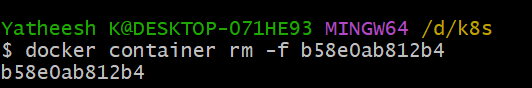 Yatheesh K@DESKTOP-071HE93 MINGW64 /d/k8s
$ docker container rm -f b58e0ab812b4
b58e0ab812b4